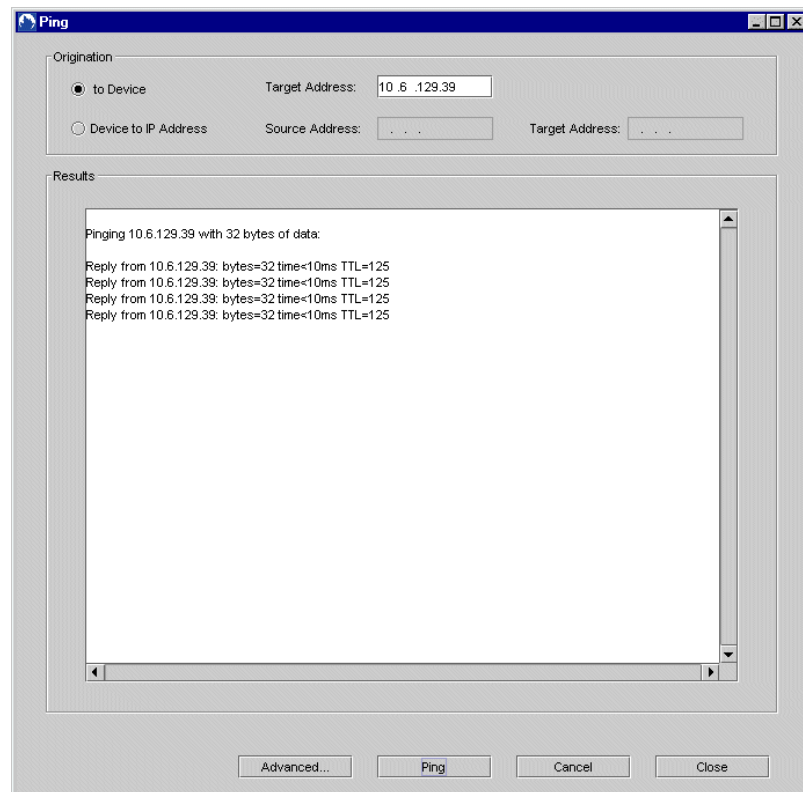 Ping
Origination
to Device Target Address: 10 .6 .129.39
Device to IP Address Source Address: . . . Target Address: . . .
Results
Pinging 10.6.129.39 with 32 bytes of data:
Reply from 10.6.129.39: bytes=32 time<10ms TTL=125
Reply from 10.6.129.39: bytes=32 time<10ms TTL=125
Reply from 10.6.129.39: bytes=32 time<10ms TTL=125
Reply from 10.6.129.39: bytes=32 time<10ms TTL=125
Advanced... Ping Cancel Close